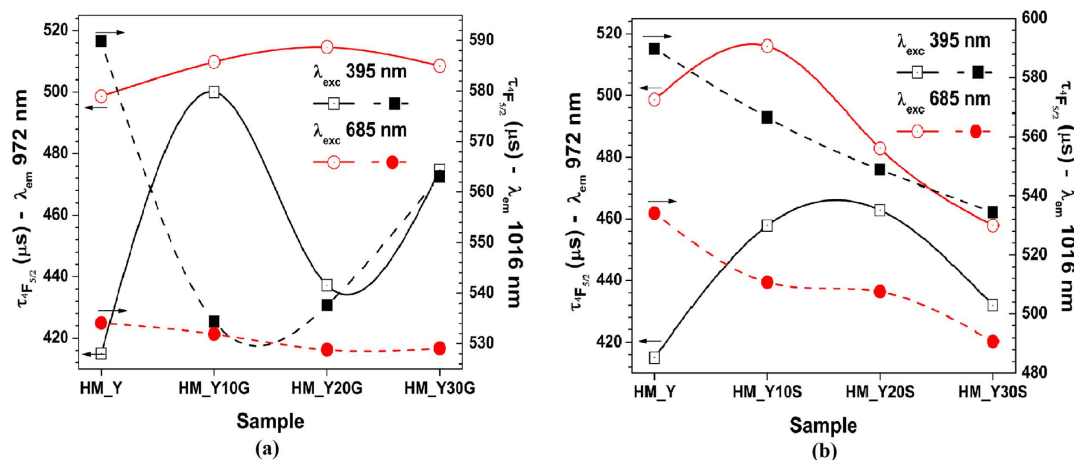 τ⁴F5/2 (μs) - λem 972 nm
510
500
490
480
470
460
450
440
430
420
λexc 395 nm
λexc 685 nm
590
580
570
560
550
540
530
τ⁴F5/2 (μs) - λem 1016 nm
HM_Y HM_Y10G HM_Y20G HM_Y30G
Sample
(a)
τ⁴F5/2 (μs) - λem 972 nm
520
500
480
460
440
420
λexc 395 nm
λexc 685 nm
600
580
560
540
520
500
480
τ⁴F5/2 (μs) - λem 1016 nm
HM_Y HM_Y10S HM_Y20S HM_Y30S
Sample
(b)